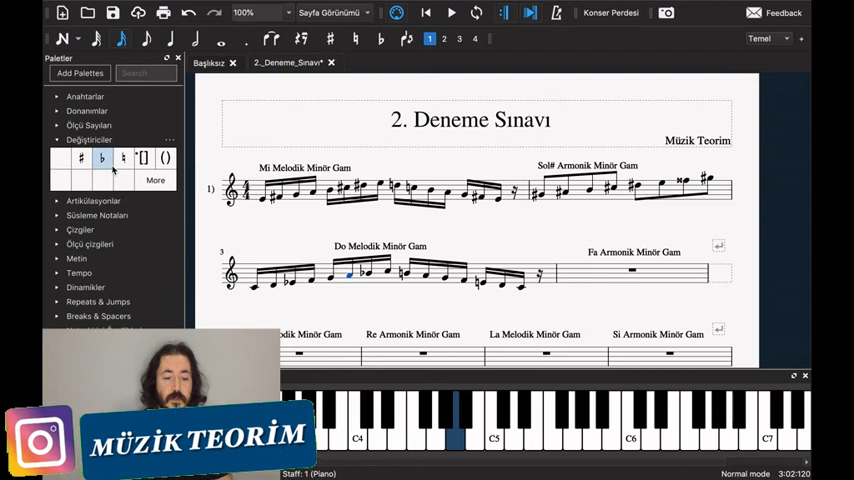 100%
Sayfa Görünümü
Konser Perdesi
Feedback
1 2 3 4
Temel
+
Paletler
Add Palettes
Search
Başlıksız
2._Deneme_Sınavı*
Anahtarlar
Donanımlar
Ölçü Sayıları
Değiştiriciler
More
Artikülasyonlar
Süsleme Notaları
Çizgiler
Ölçü çizgileri
Metin
Tempo
Dinamikler
Repeats & Jumps
Breaks & Spacers
2. Deneme Sınavı
Müzik Teorim
Mi Melodik Minör Gam
Sol# Armonik Minör Gam
1)
3
Do Melodik Minör Gam
Fa Armonik Minör Gam
lodik Minör Gam
Re Armonik Minör Gam
La Melodik Minör Gam
Si Armonik Minör Gam
C4
C5
C6
C7
MÜZİK TEORİM
Staff: 1 (Piano)
Normal mode
3:02:120